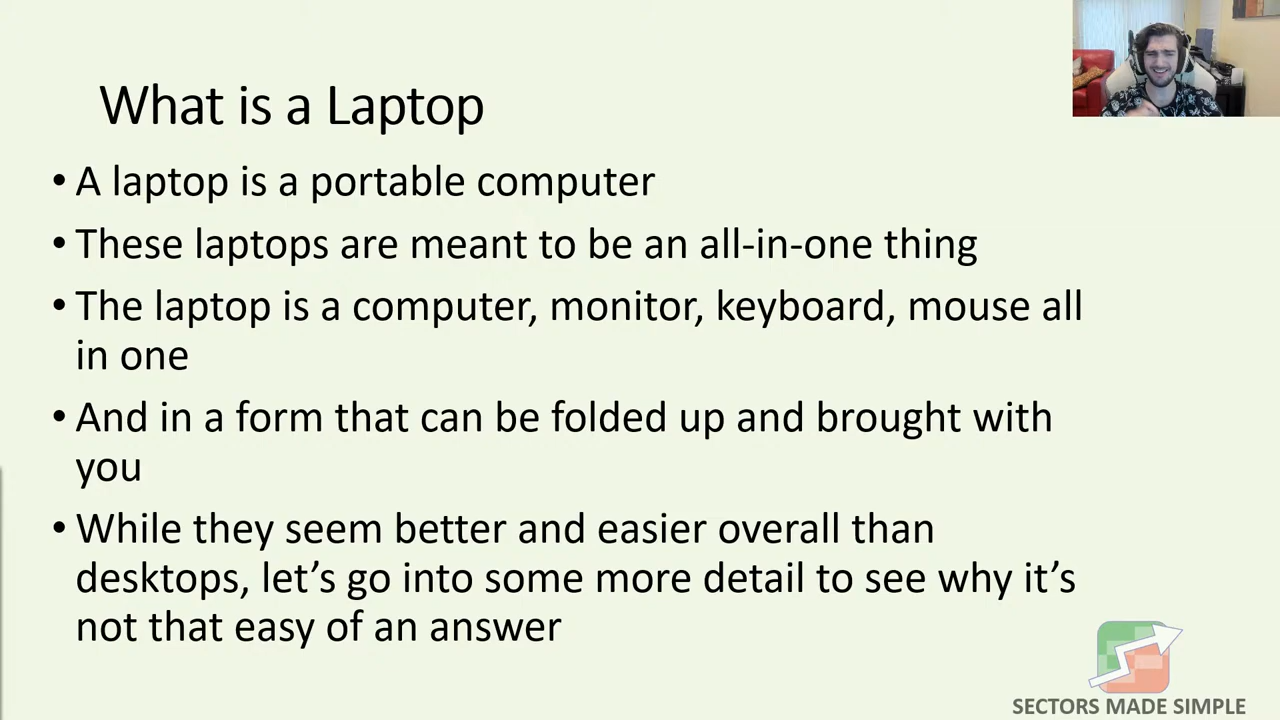 What is a Laptop
• A laptop is a portable computer
• These laptops are meant to be an all-in-one thing
• The laptop is a computer, monitor, keyboard, mouse all
in one
• And in a form that can be folded up and brought with
you
• While they seem better and easier overall than
desktops, let’s go into some more detail to see why it’s
not that easy of an answer
SECTORS MADE SIMPLE